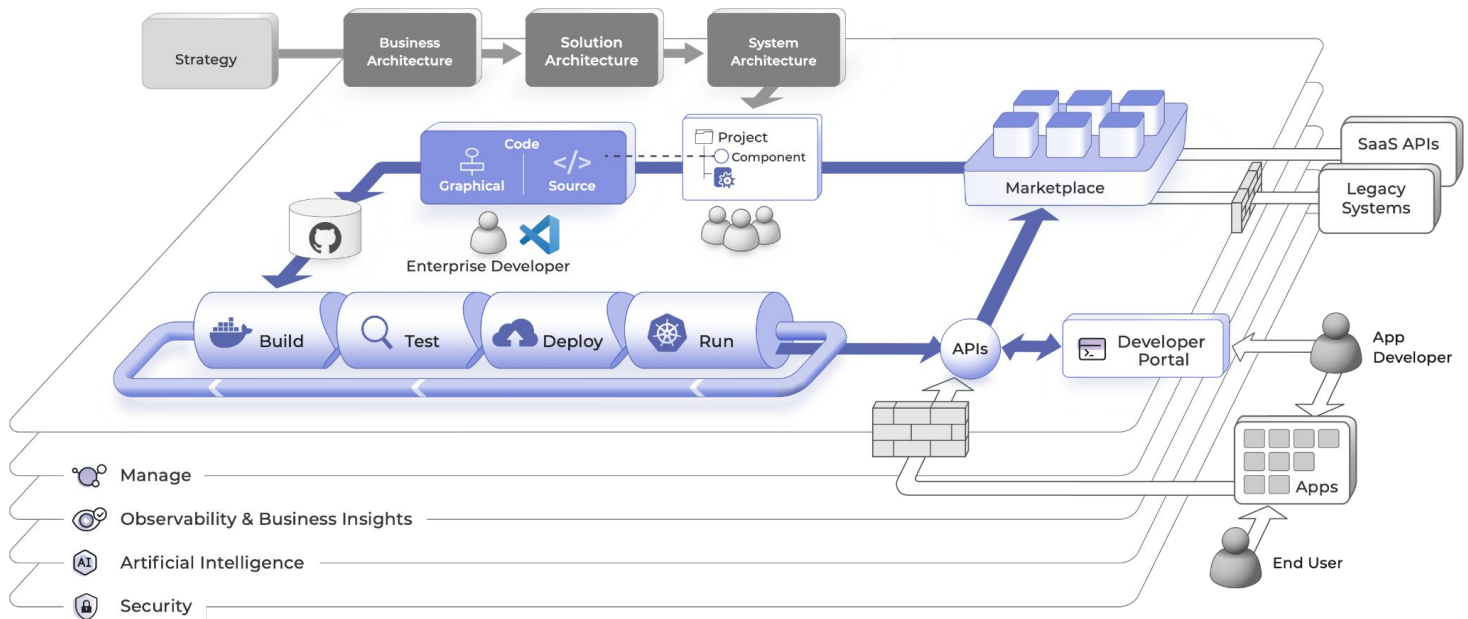 Strategy
Business
Architecture
Solution
Architecture
System
Architecture
Code
Graphical
</>
Source
Project
Component
Marketplace
SaaS APIs
Legacy
Systems
Enterprise Developer
Build
Test
Deploy
Run
APIs
>_
Developer
Portal
App
Developer
Apps
End User
Manage
Observability & Business Insights
AI
Artificial Intelligence
Security